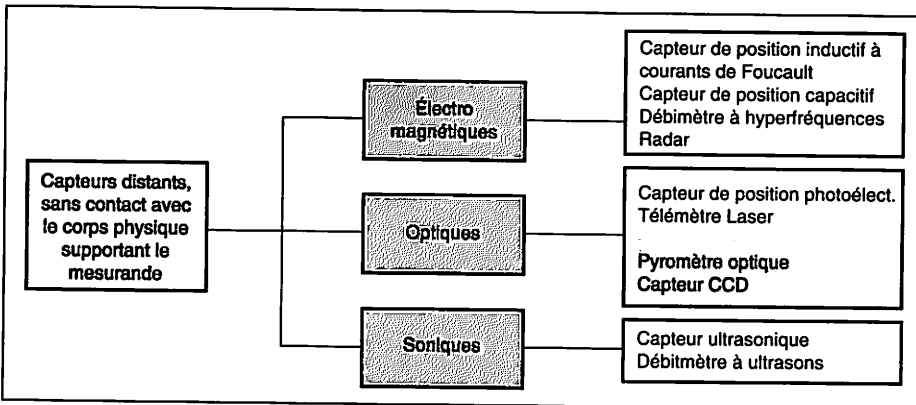 Capteurs distants,
sans contact avec
le corps physique
supportant le
mesurande
Électro
magnétiques
Capteur de position inductif à
courants de Foucault
Capteur de position capacitif
Débimètre à hyperfréquences
Radar
Optiques
Capteur de position photoélect.
Télémètre Laser
Pyromètre optique
Capteur CCD
Soniques
Capteur ultrasonique
Débitmètre à ultrasons